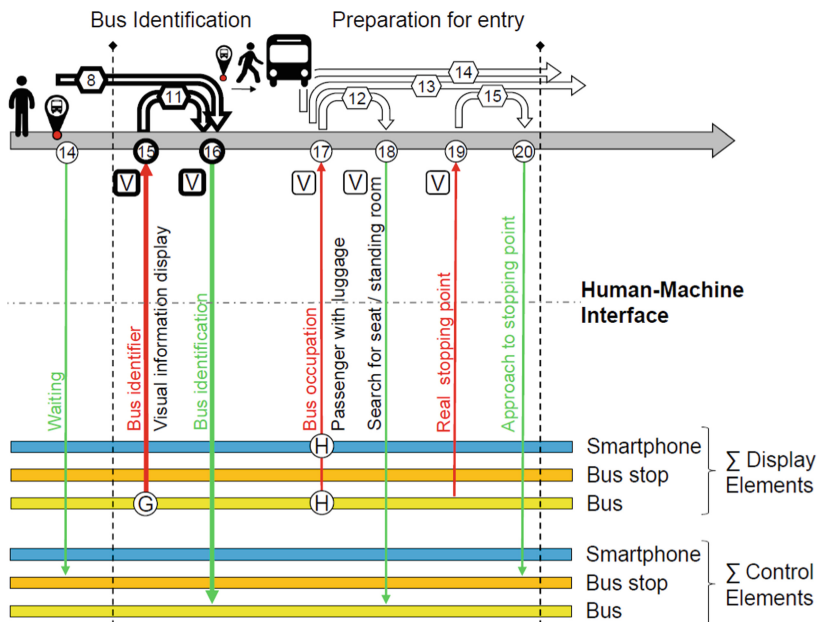 Bus Identification
Preparation for entry
8
11
14
13
12
15
14
15
16
17
18
19
20
V
V
V
V
V
Waiting
Bus identifier
Visual information display
Bus identification
Bus occupation
Passenger with luggage
Search for seat / standing room
Real stopping point
Approach to stopping point
Human-Machine
Interface
H
G
H
Smartphone
Bus stop
Bus
∑ Display
Elements
Smartphone
Bus stop
Bus
∑ Control
Elements